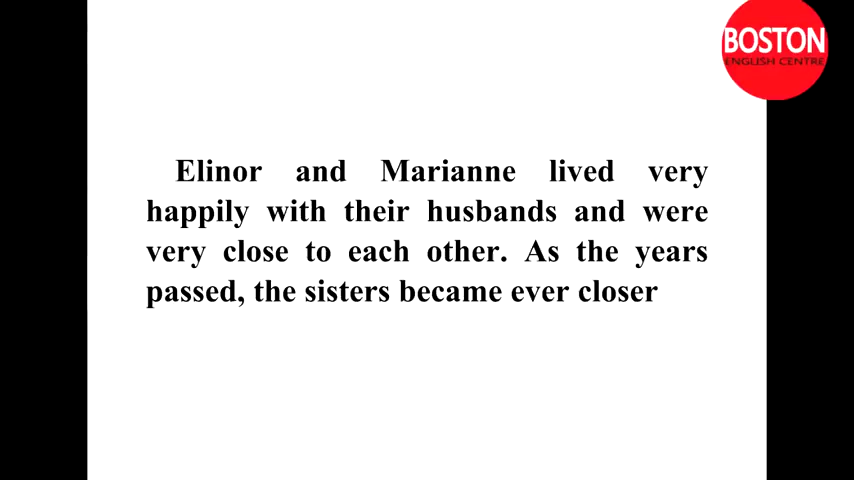 BOSTON
ENGLISH CENTRE
Elinor and Marianne lived very
happily with their husbands and were
very close to each other. As the years
passed, the sisters became ever closer